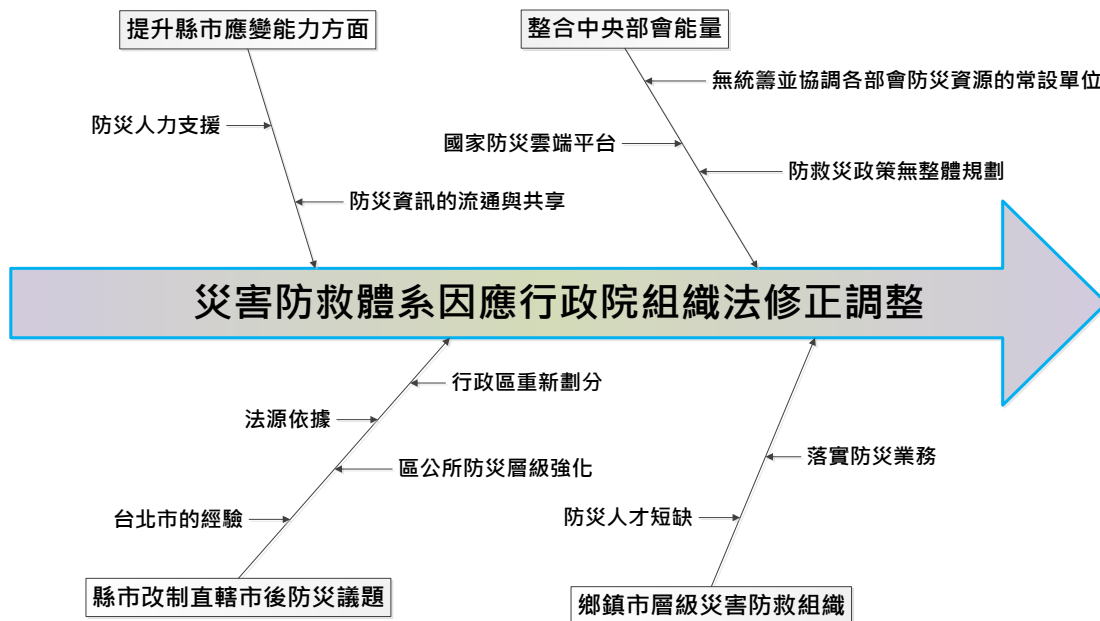 提升縣市應變能力方面
整合中央部會能量
無統籌並協調各部會防災資源的常設單位
防災人力支援
國家防災雲端平台
防救災政策無整體規劃
防災資訊的流通與共享
災害防救體系因應行政院組織法修正調整
行政區重新劃分
法源依據
落實防災業務
區公所防災層級強化
台北市的經驗
防災人才短缺
縣市改制直轄市後防災議題
鄉鎮市層級災害防救組織